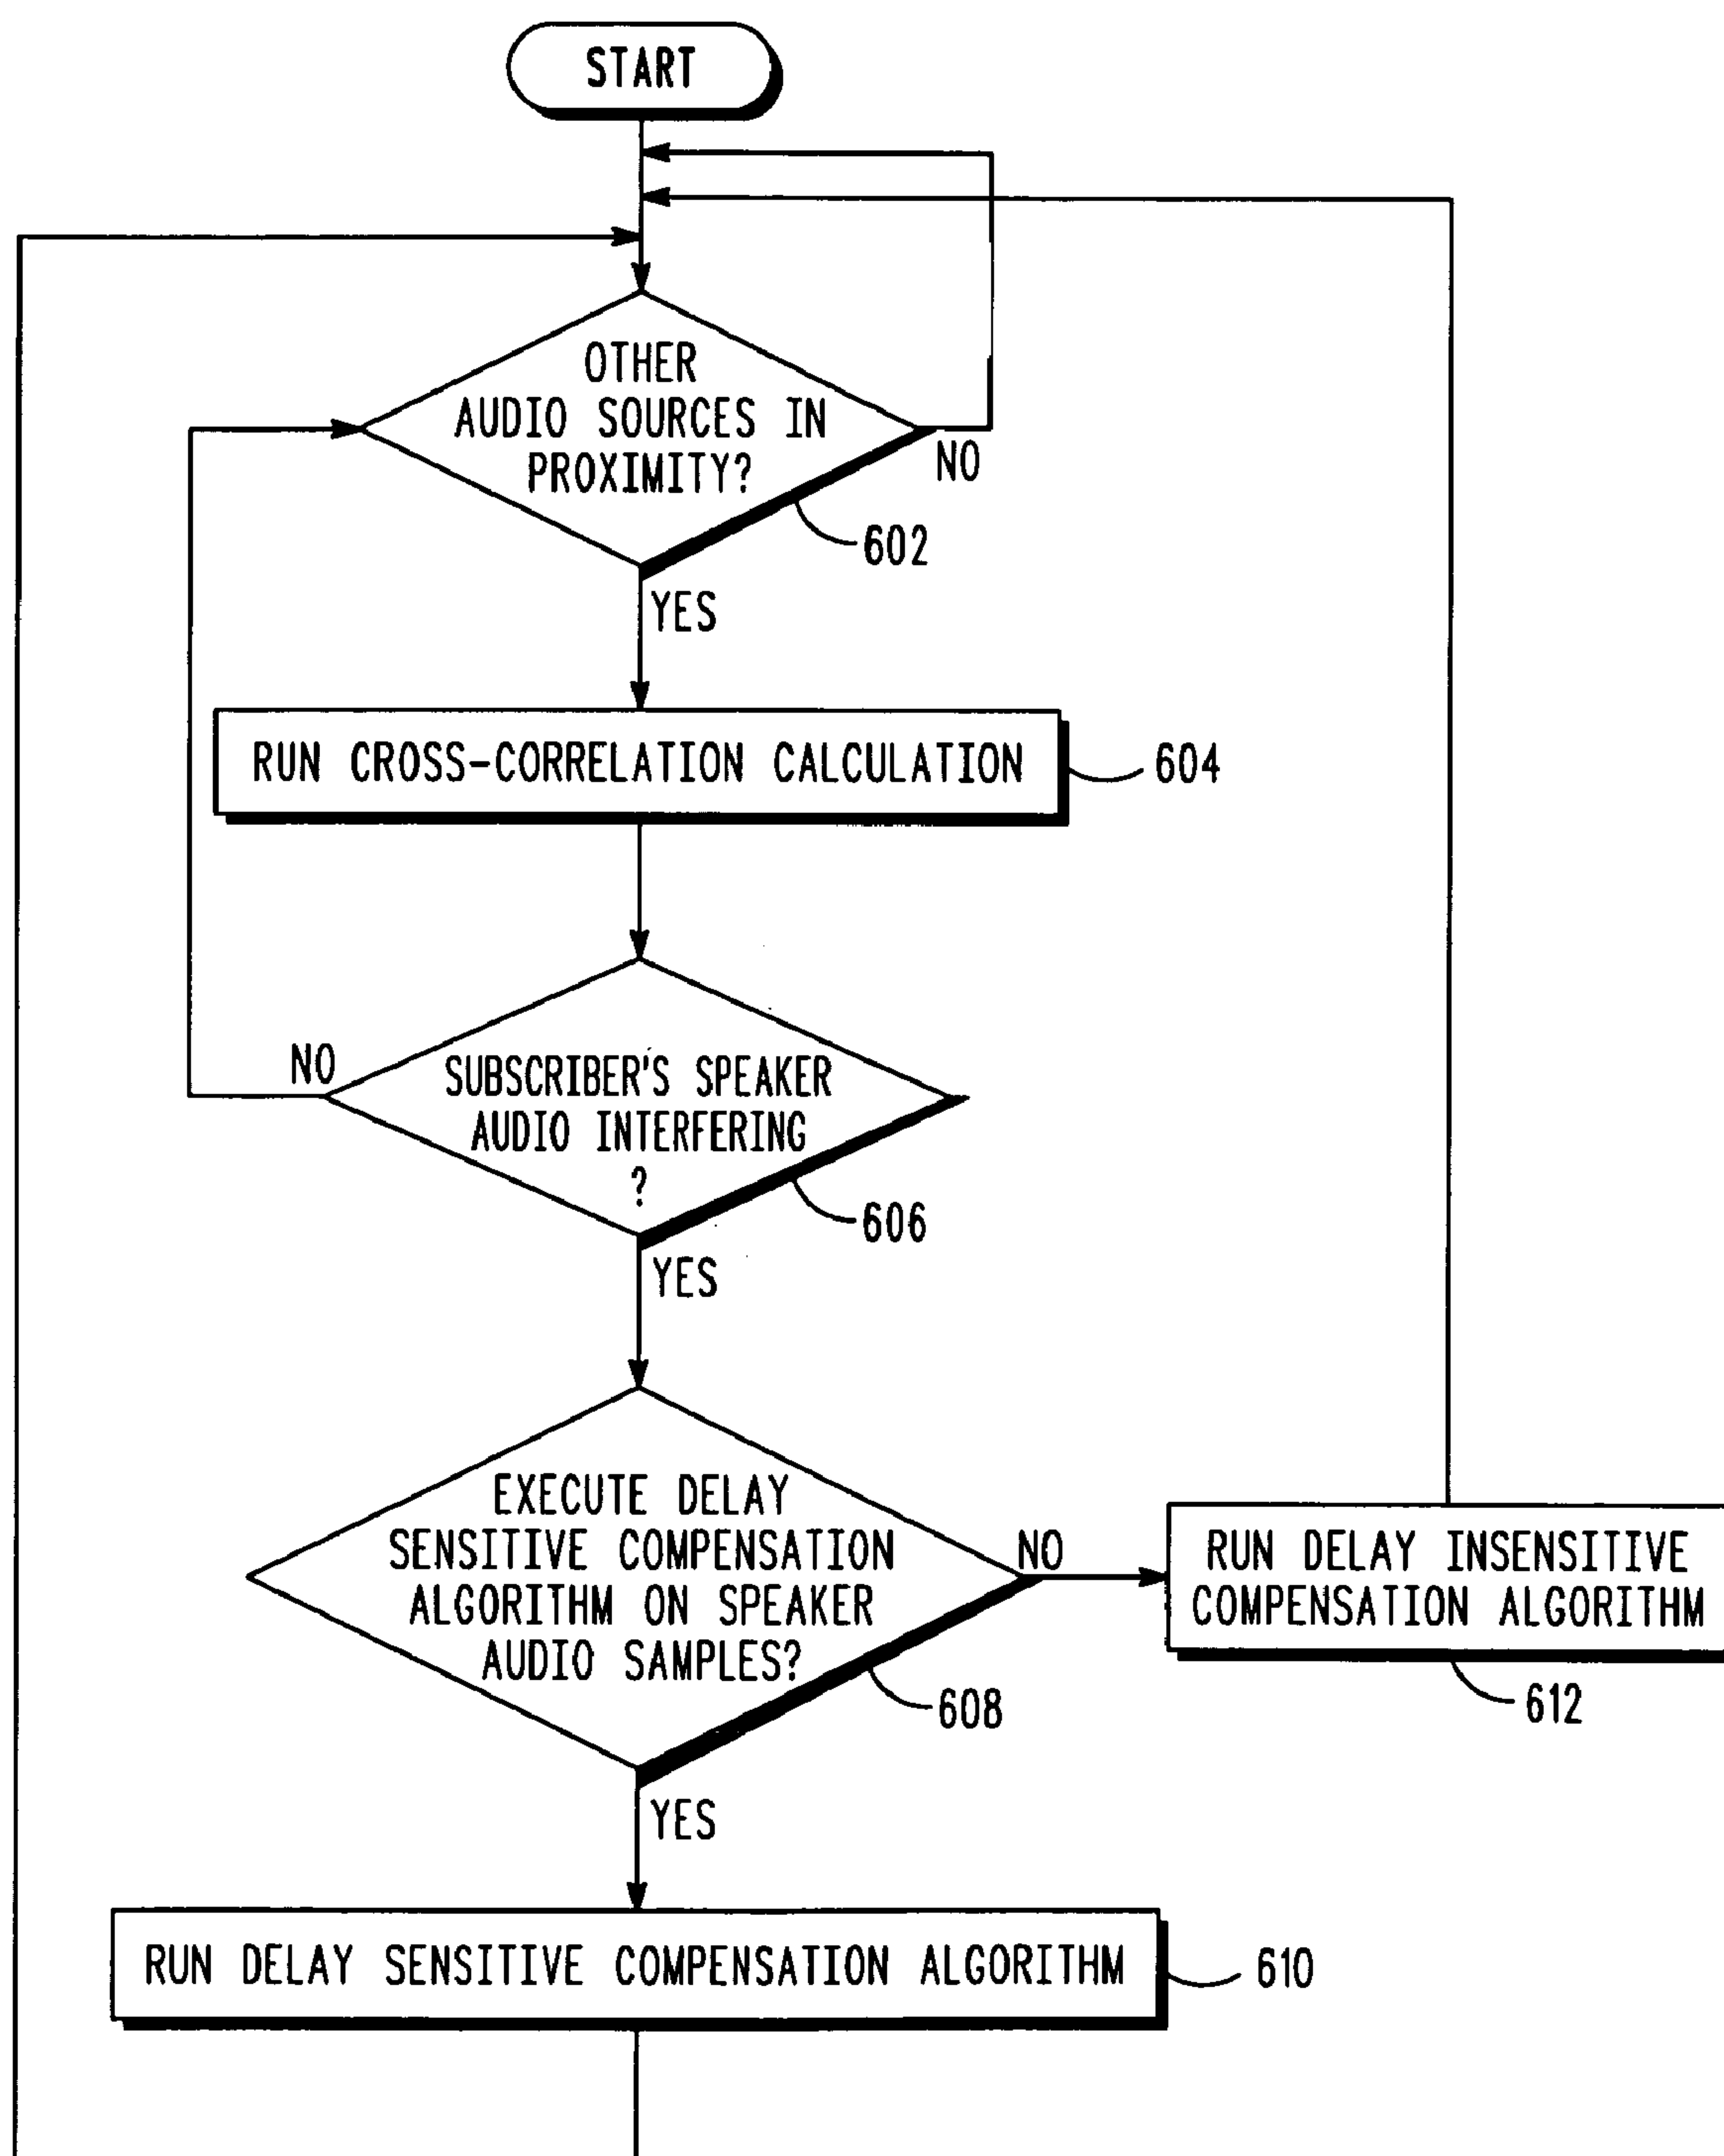 START
OTHER
AUDIO SOURCES IN
PROXIMITY?
NO
602
YES
RUN CROSS-CORRELATION CALCULATION
604
NO
SUBSCRIBER'S SPEAKER
AUDIO INTERFERING
?
606
YES
EXECUTE DELAY
SENSITIVE COMPENSATION
ALGORITHM ON SPEAKER
AUDIO SAMPLES?
NO
608
RUN DELAY INSENSITIVE
COMPENSATION ALGORITHM
612
YES
RUN DELAY SENSITIVE COMPENSATION ALGORITHM
610